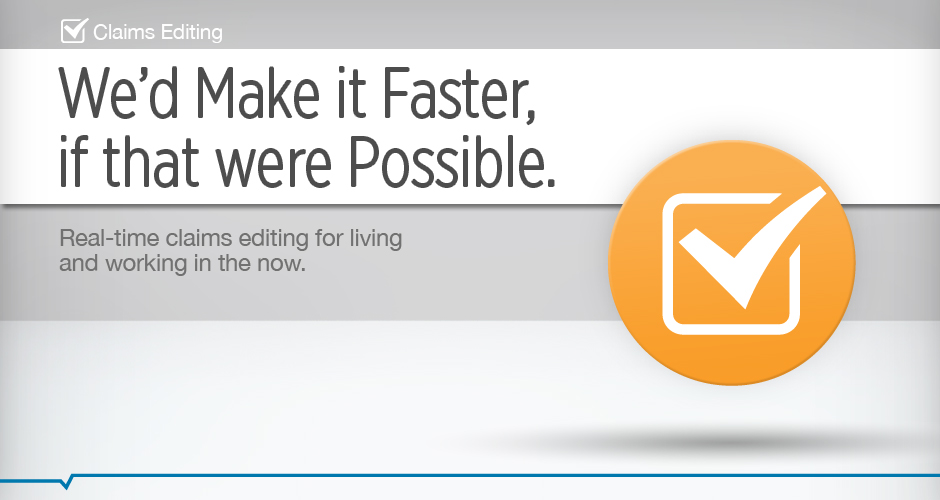 Claims Editing
We’d Make it Faster,
if that were Possible.
Real-time claims editing for living
and working in the now.